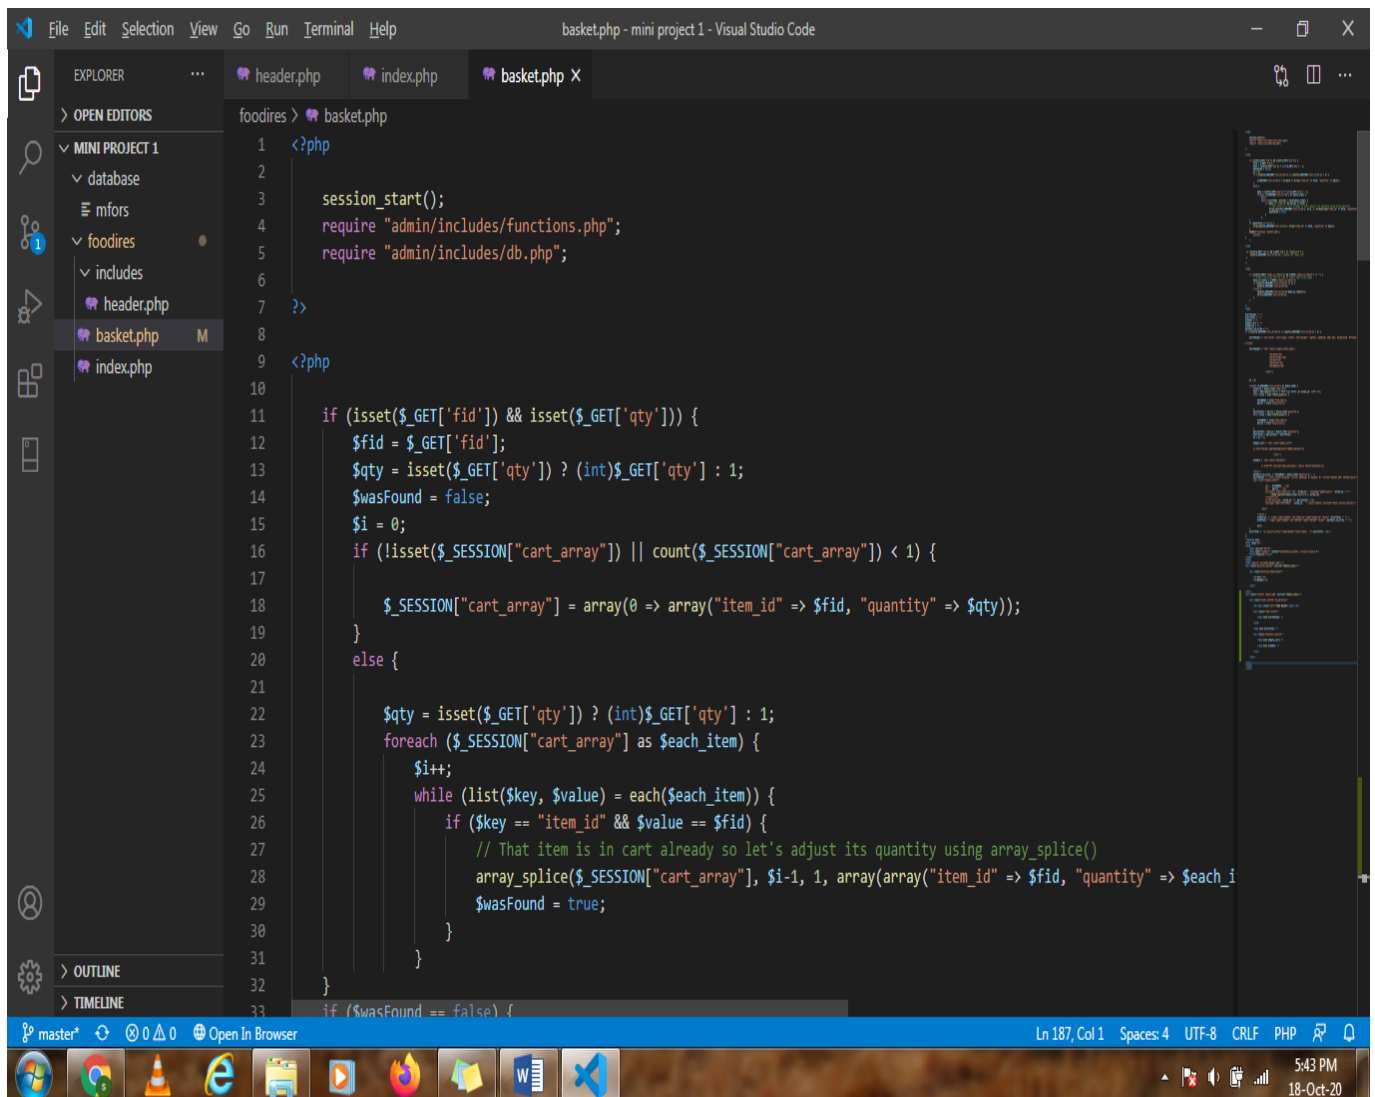 File Edit Selection View Go Run Terminal Help basket.php - mini project 1 - Visual Studio Code
EXPLORER ··· header.php index.php basket.php X
> OPEN EDITORS foodires > basket.php
MINI PROJECT 1
database
mfors
foodires
includes
header.php
basket.php M
index.php
1 <?php
2
3 session_start();
4 require "admin/includes/functions.php";
5 require "admin/includes/db.php";
6
7 ?>
8
9 <?php
10
11 if (isset($_GET['fid']) && isset($_GET['qty'])) {
12 $fid = $_GET['fid'];
13 $qty = isset($_GET['qty']) ? (int)$_GET['qty'] : 1;
14 $wasFound = false;
15 $i = 0;
16 if (!isset($_SESSION["cart_array"]) || count($_SESSION["cart_array"]) < 1) {
17
18 $_SESSION["cart_array"] = array(0 => array("item_id" => $fid, "quantity" => $qty));
19 }
20 else {
21
22 $qty = isset($_GET['qty']) ? (int)$_GET['qty'] : 1;
23 foreach ($_SESSION["cart_array"] as $each_item) {
24 $i++;
25 while (list($key, $value) = each($each_item)) {
26 if ($key == "item_id" && $value == $fid) {
27 // That item is in cart already so let's adjust its quantity using array_splice()
28 array_splice($_SESSION["cart_array"], $i-1, 1, array(array("item_id" => $fid, "quantity" => $each_i
29 $wasFound = true;
30 }
31 }
32 }
33 if ($wasFound == false) {
1
> OUTLINE
> TIMELINE
master* 0 0 Open In Browser Ln 187, Col 1 Spaces: 4 UTF-8 CRLF PHP
5:43 PM
18-Oct-20